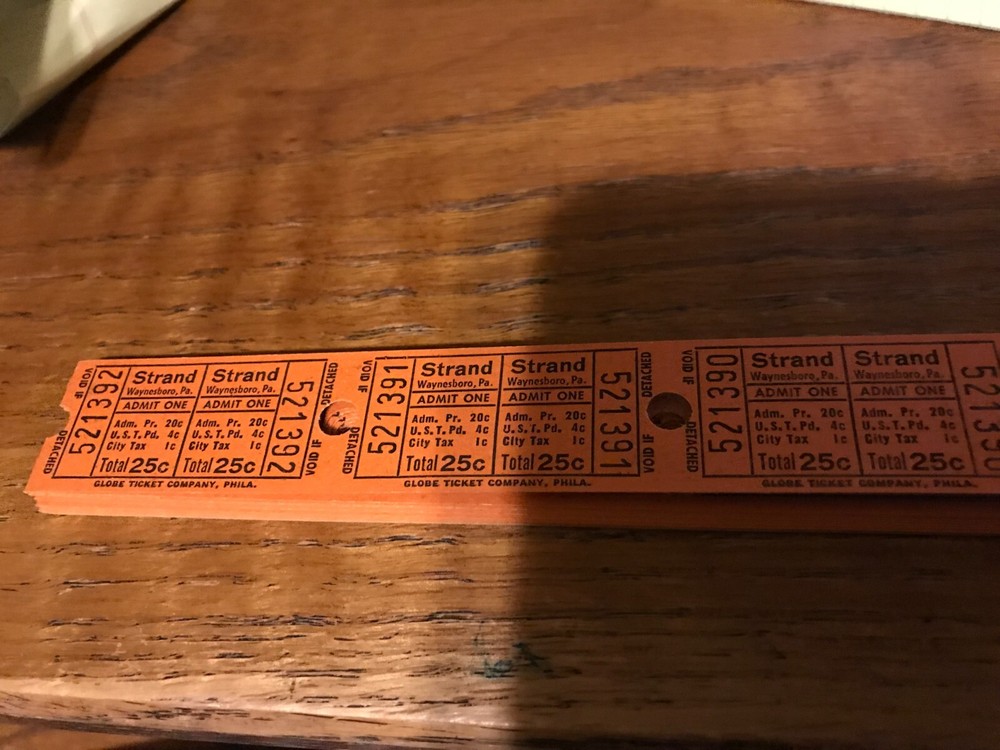 VOID IF DETACHED
521392
Strand Strand
Waynesboro, Pa. Waynesboro, Pa.
ADMIT ONE ADMIT ONE
Adm. Pr. 20c Adm. Pr. 20c
U.S.T.Pd. 4c U.S.T.Pd. 4c
City Tax 1c City Tax 1c
Total 25c Total 25c
521392
GLOBE TICKET COMPANY, PHILA.
VOID IF DETACHED
VOID IF DETACHED
521391
Strand Strand
Waynesboro, Pa. Waynesboro, Pa.
ADMIT ONE ADMIT ONE
Adm. Pr. 20c Adm. Pr. 20c
U.S.T.Pd. 4c U.S.T.Pd. 4c
City Tax 1c City Tax 1c
Total 25c Total 25c
521391
GLOBE TICKET COMPANY, PHILA.
VOID IF DETACHED
VOID IF DETACHED
521390
Strand Strand
Waynesboro, Pa. Waynesboro, Pa.
ADMIT ONE ADMIT ONE
Adm. Pr. 20c Adm. Pr. 20c
U.S.T.Pd. 4c U.S.T.Pd. 4c
City Tax 1c City Tax 1c
Total 25c Total 25c
521390
GLOBE TICKET COMPANY, PHILA.